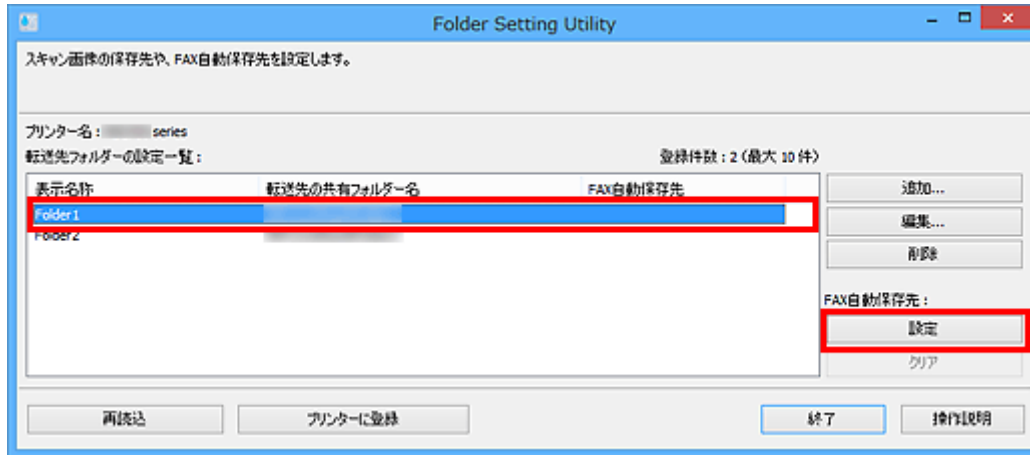 Folder Setting Utility
スキャン画像の保存先や、FAX自動保存先を設定します。
プリンター名： series
転送先フォルダーの設定一覧： 登録件数：2 (最大 10 件)
表示名称 転送先の共有フォルダー名 FAX自動保存先
Folder1
Folder2
追加...
編集...
削除
FAX自動保存先：
設定
クリア
再読込 プリンターに登録 終了 操作説明